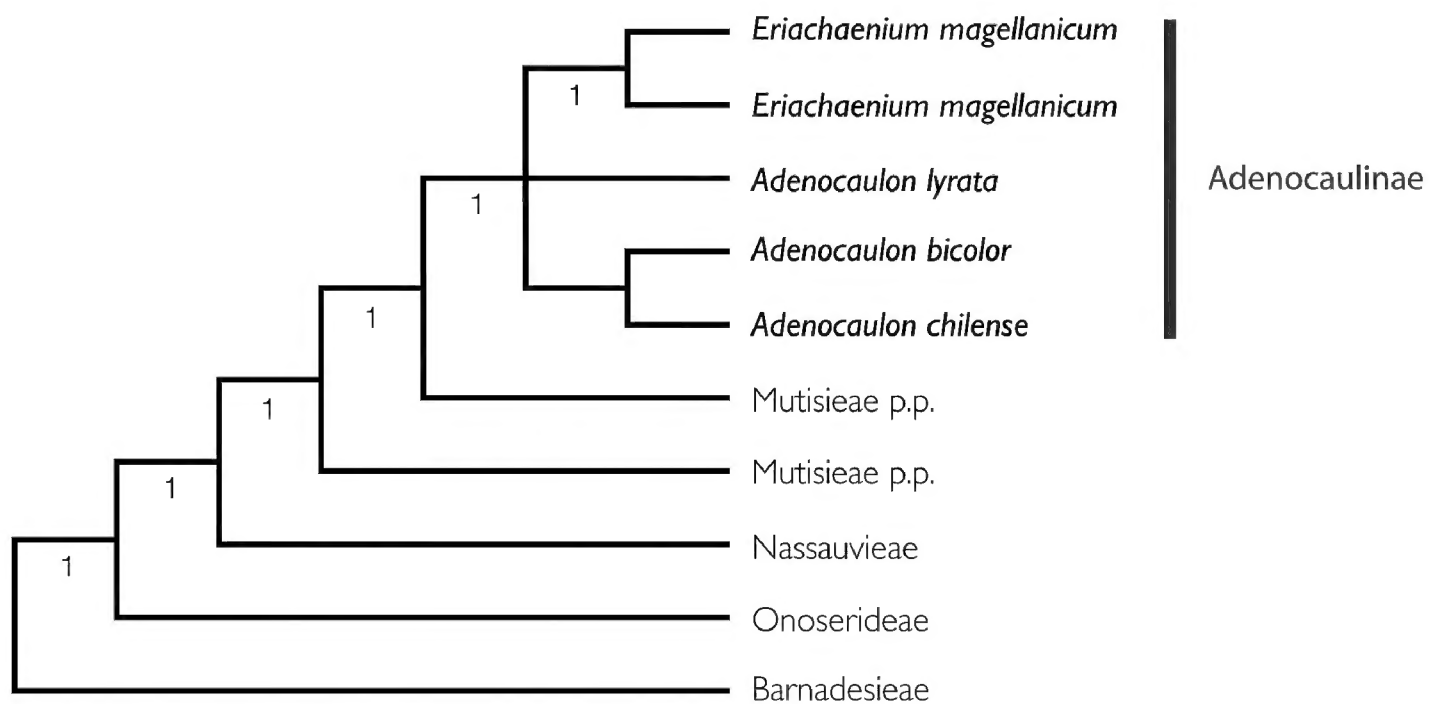 Eriachaenium magellanicum
1
Eriachaenium magellanicum
Adenocaulon lyrata
Adenocaulinae
1
Adenocaulon bicolor
1
Adenocaulon chilense
1
Mutisieae p.p.
Mutisieae p.p.
1
Nassauvieae
1
Onoserideae
Barnadesieae